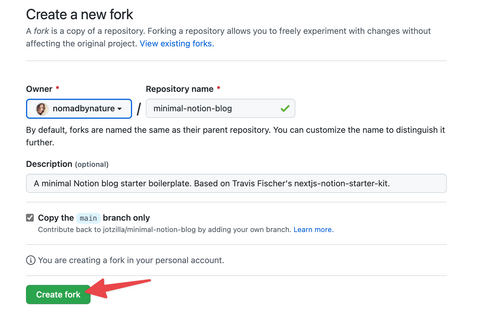 Create a new fork
A fork is a copy of a repository. Forking a repository allows you to freely experiment with changes without
affecting the original project. View existing forks.
Owner * Repository name *
nomadbynature / minimal-notion-blog
By default, forks are named the same as their parent repository. You can customize the name to distinguish it
further.
Description (optional)
A minimal Notion blog starter boilerplate. Based on Travis Fischer's nextjs-notion-starter-kit.
Copy the main branch only
Contribute back to jotzilla/minimal-notion-blog by adding your own branch. Learn more.
You are creating a fork in your personal account.
Create fork